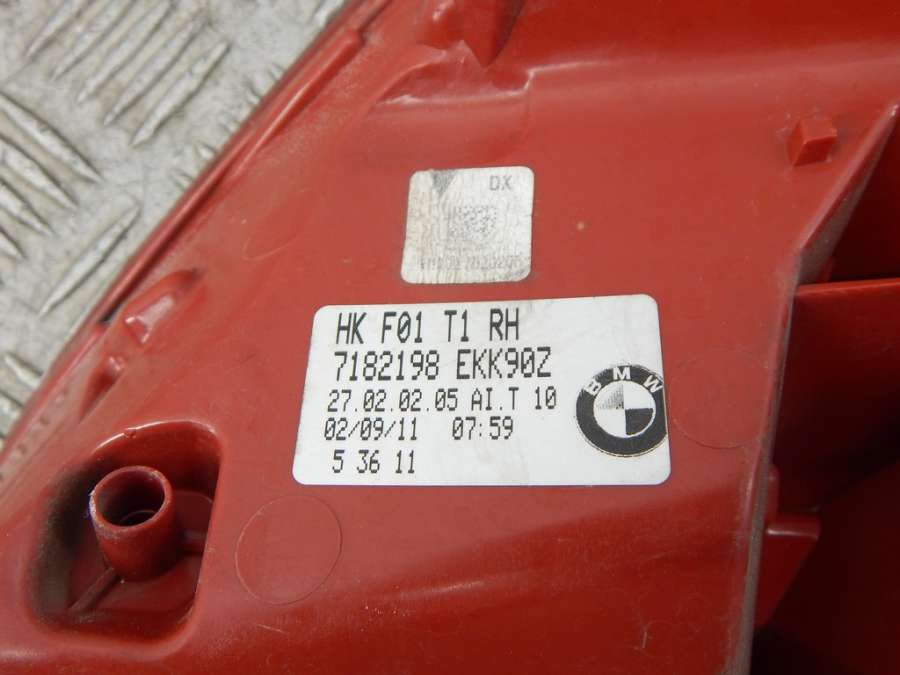 DX
HK F01 T1 RH
7182198 EKK90Z
27.02.02.05 AI.T 10
02/09/11 07:59
5 36 11
BMW